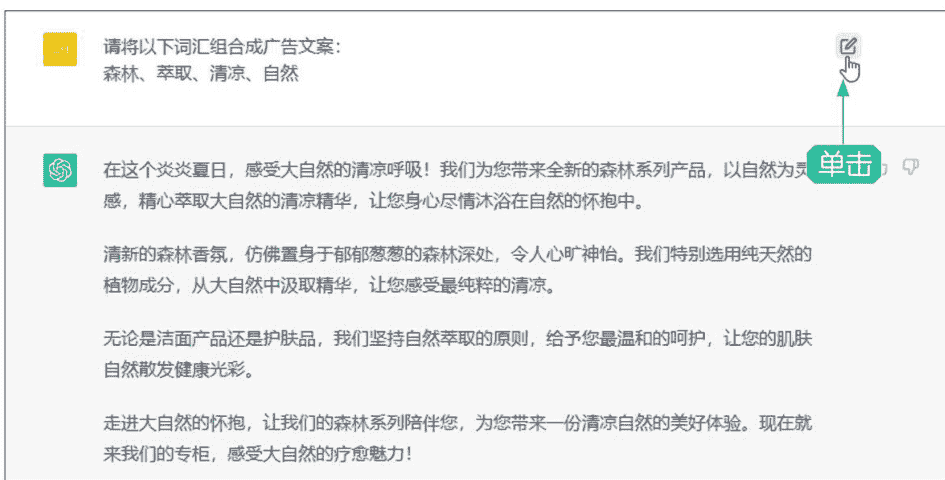 请将以下词汇组合成广告文案：
森林、萃取、清凉、自然
单击
在这个炎炎夏日，感受大自然的清凉呼吸！我们为您带来全新的森林系列产品，以自然为灵
感，精心萃取大自然的清凉精华，让您身心尽情沐浴在自然的怀抱中。
清新的森林香氛，仿佛置身于郁郁葱葱的森林深处，令人心旷神怡。我们特别选用纯天然的
植物成分，从大自然中汲取精华，让您感受最纯粹的清凉。
无论是洁面产品还是护肤品，我们坚持自然萃取的原则，给予您最温和的呵护，让您的肌肤
自然散发健康光彩。
走进大自然的怀抱，让我们的森林系列陪伴您，为您带来一份清凉自然的美好体验。现在就
来我们的专柜，感受大自然的疗愈魅力！